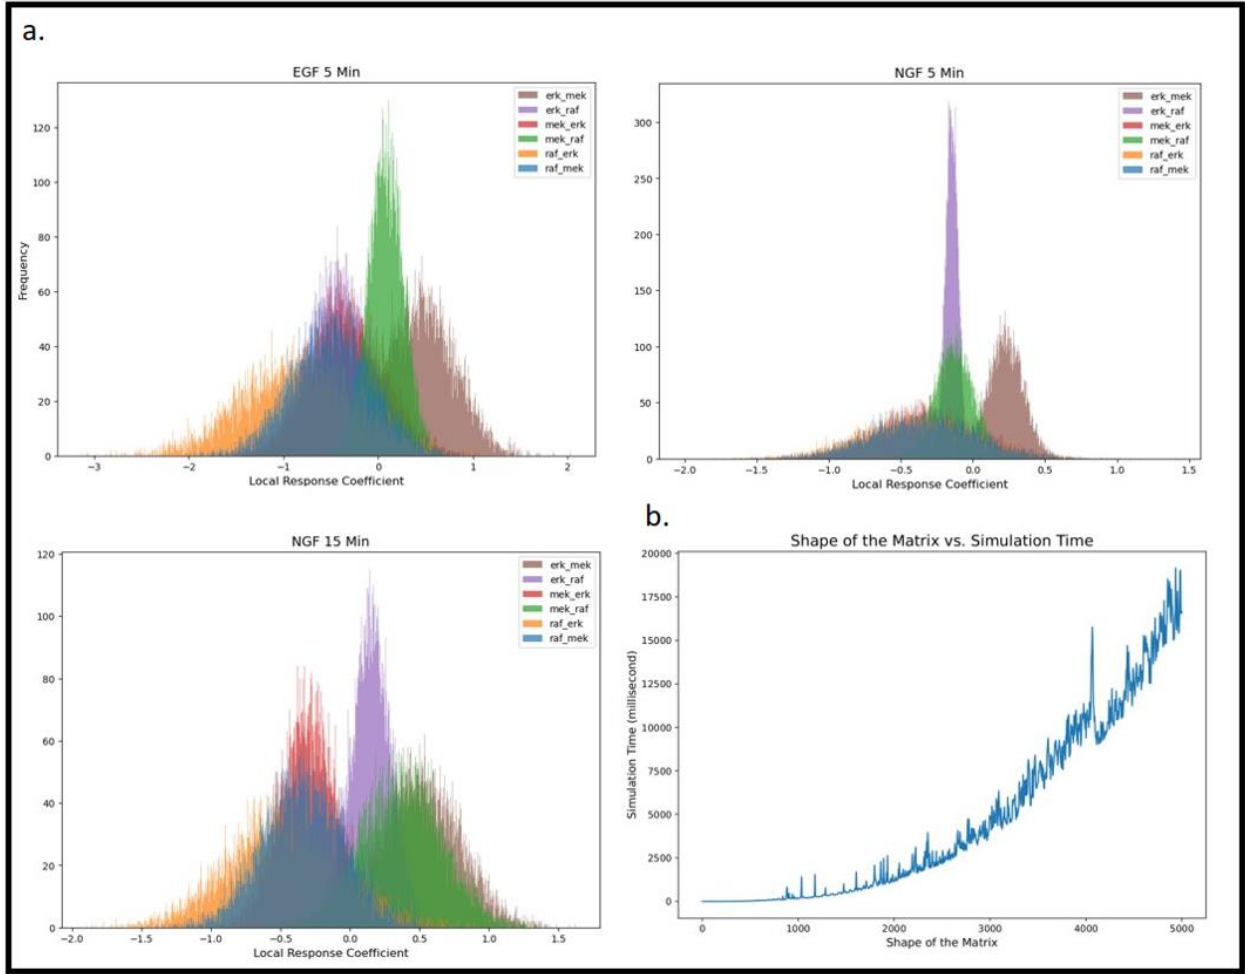 a.
EGF 5 Min
Frequency
120
100
80
60
40
20
0
−3 −2 −1 0 1 2
Local Response Coefficient
erk_mek
erk_raf
mek_erk
mek_raf
raf_erk
raf_mek
NGF 5 Min
300
250
200
150
100
50
0
−2.0 −1.5 −1.0 −0.5 0.0 0.5 1.0 1.5
Local Response Coefficient
erk_mek
erk_raf
mek_erk
mek_raf
raf_erk
raf_mek
NGF 15 Min
120
100
80
60
40
20
0
−2.0 −1.5 −1.0 −0.5 0.0 0.5 1.0 1.5
Local Response Coefficient
erk_mek
erk_raf
mek_erk
mek_raf
raf_erk
raf_mek
b.
Shape of the Matrix vs. Simulation Time
Simulation Time (millisecond)
20000
17500
15000
12500
10000
7500
5000
2500
0
0 1000 2000 3000 4000 5000
Shape of the Matrix